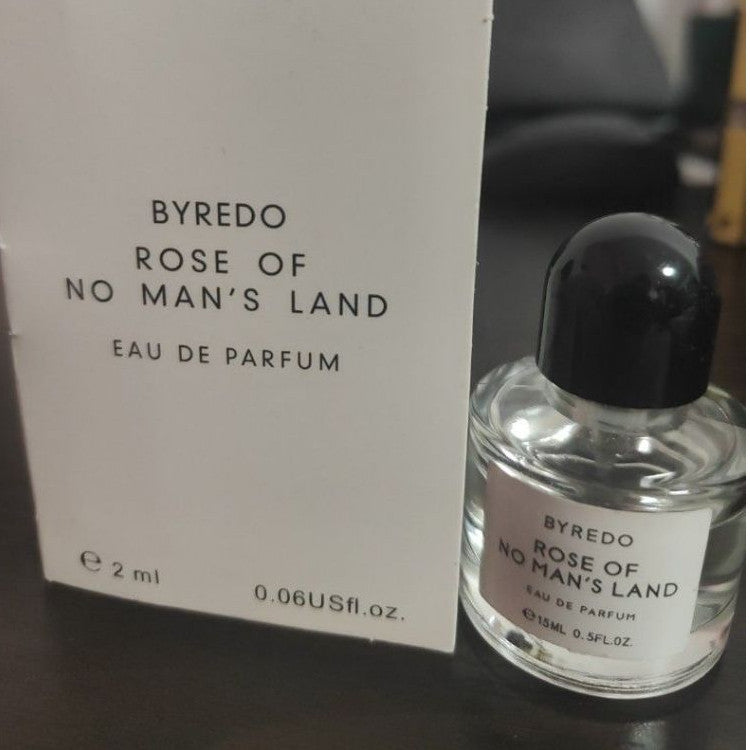 BYREDO
ROSE OF
NO MAN'S LAND
EAU DE PARFUM
℮ 2 ml
0.06USfl.oz.
BYREDO
ROSE OF
NO MAN'S LAND
EAU DE PARFUM
℮15ML 0.5FL.OZ.